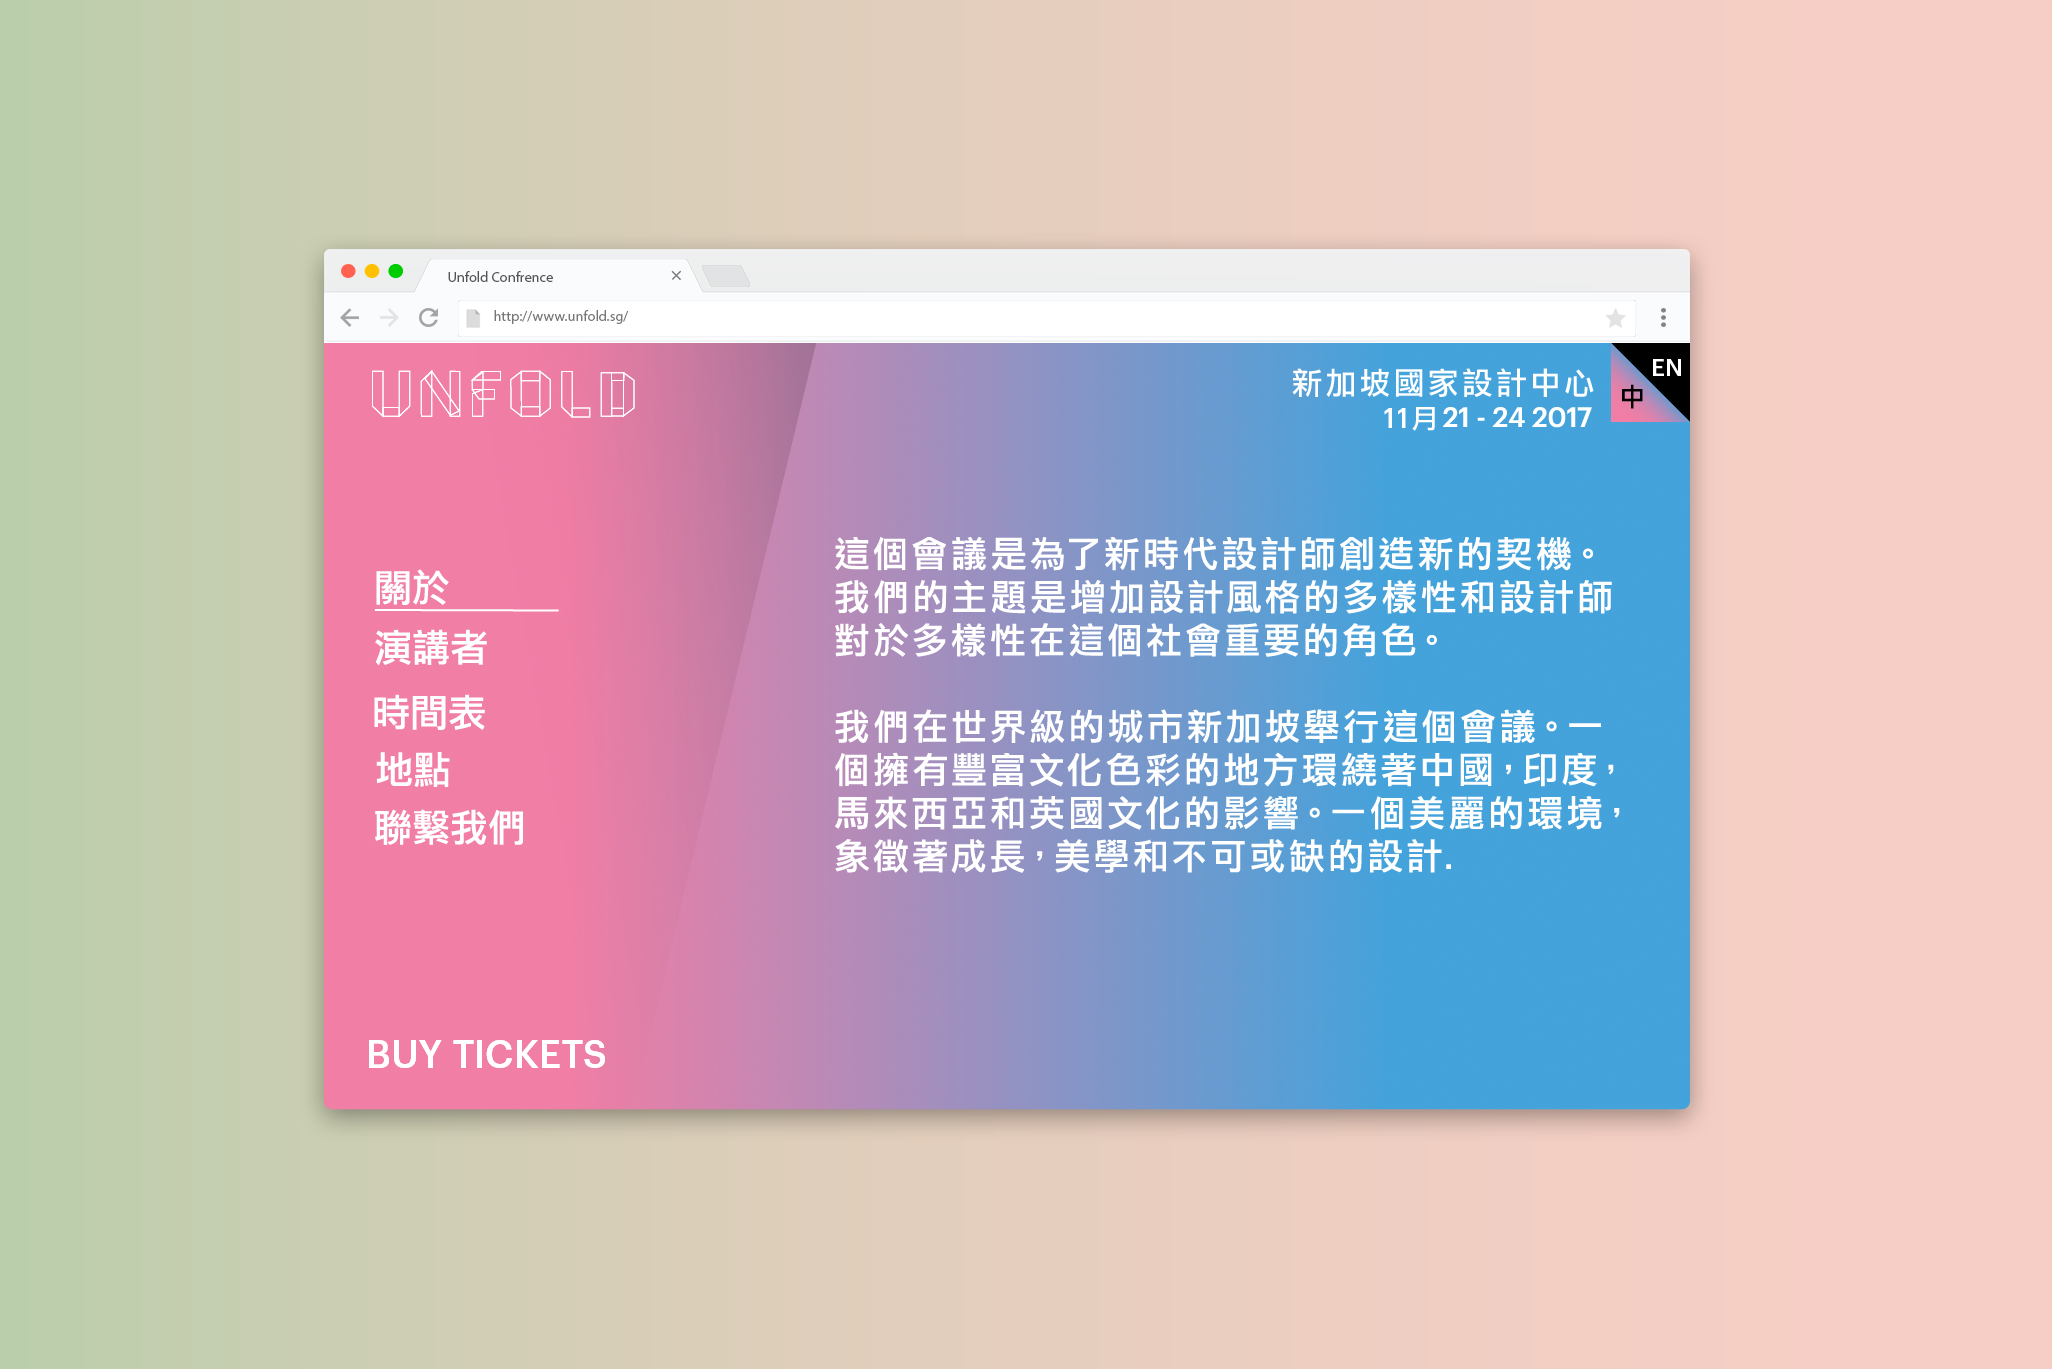 Unfold Confrence
http://www.unfold.sg/
UNFOLD
新加坡國家設計中心
11月 21 - 24 2017
EN
中
關於
演講者
時間表
地點
聯繫我們
這個會議是為了新時代設計師創造新的契機。
我們的主題是增加設計風格的多樣性和設計師
對於多樣性在這個社會重要的角色。
我們在世界級的城市新加坡舉行這個會議。一
個擁有豐富文化色彩的地方環繞著中國，印度，
馬來西亞和英國文化的影響。一個美麗的環境，
象徵著成長，美學和不可或缺的設計.
BUY TICKETS